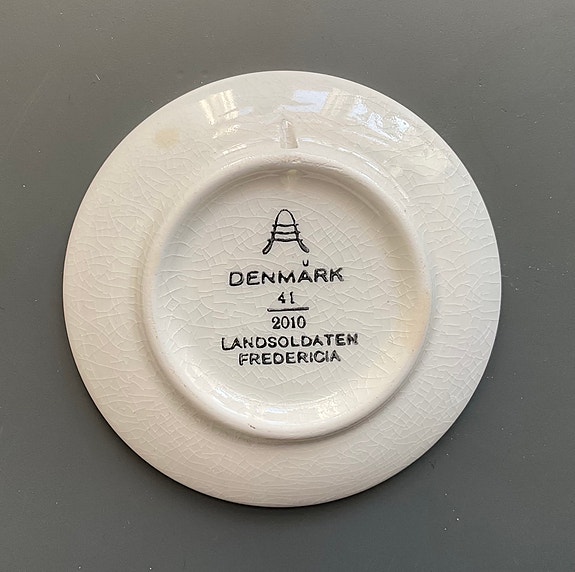 DENMARK
41
2010
LANDSOLDATEN
FREDERICIA